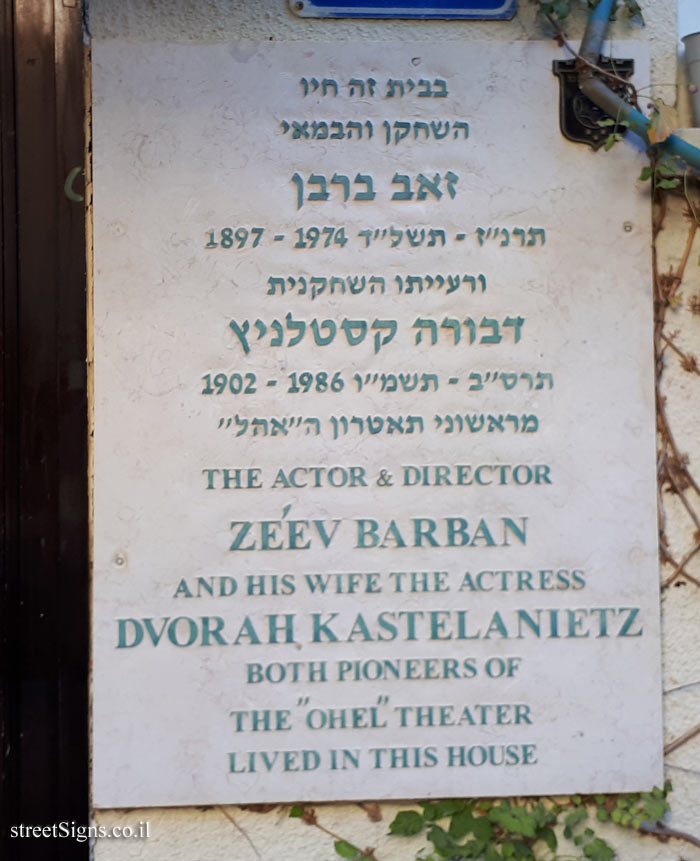 בבית זה חיו
השחקן והבמאי
זאב ברבן
תרנ״ז - תשל״ד 1974 - 1897
ורעייתו השחקנית
דבורה קסטלניץ
תרס״ב - תשמ״ו 1986 - 1902
מראשוני תאטרון ה״אהל״
THE ACTOR & DIRECTOR
ZE'EV BARBAN
AND HIS WIFE THE ACTRESS
DVORAH KASTELANIETZ
BOTH PIONEERS OF
THE "OHEL" THEATER
LIVED IN THIS HOUSE
streetSigns.co.il